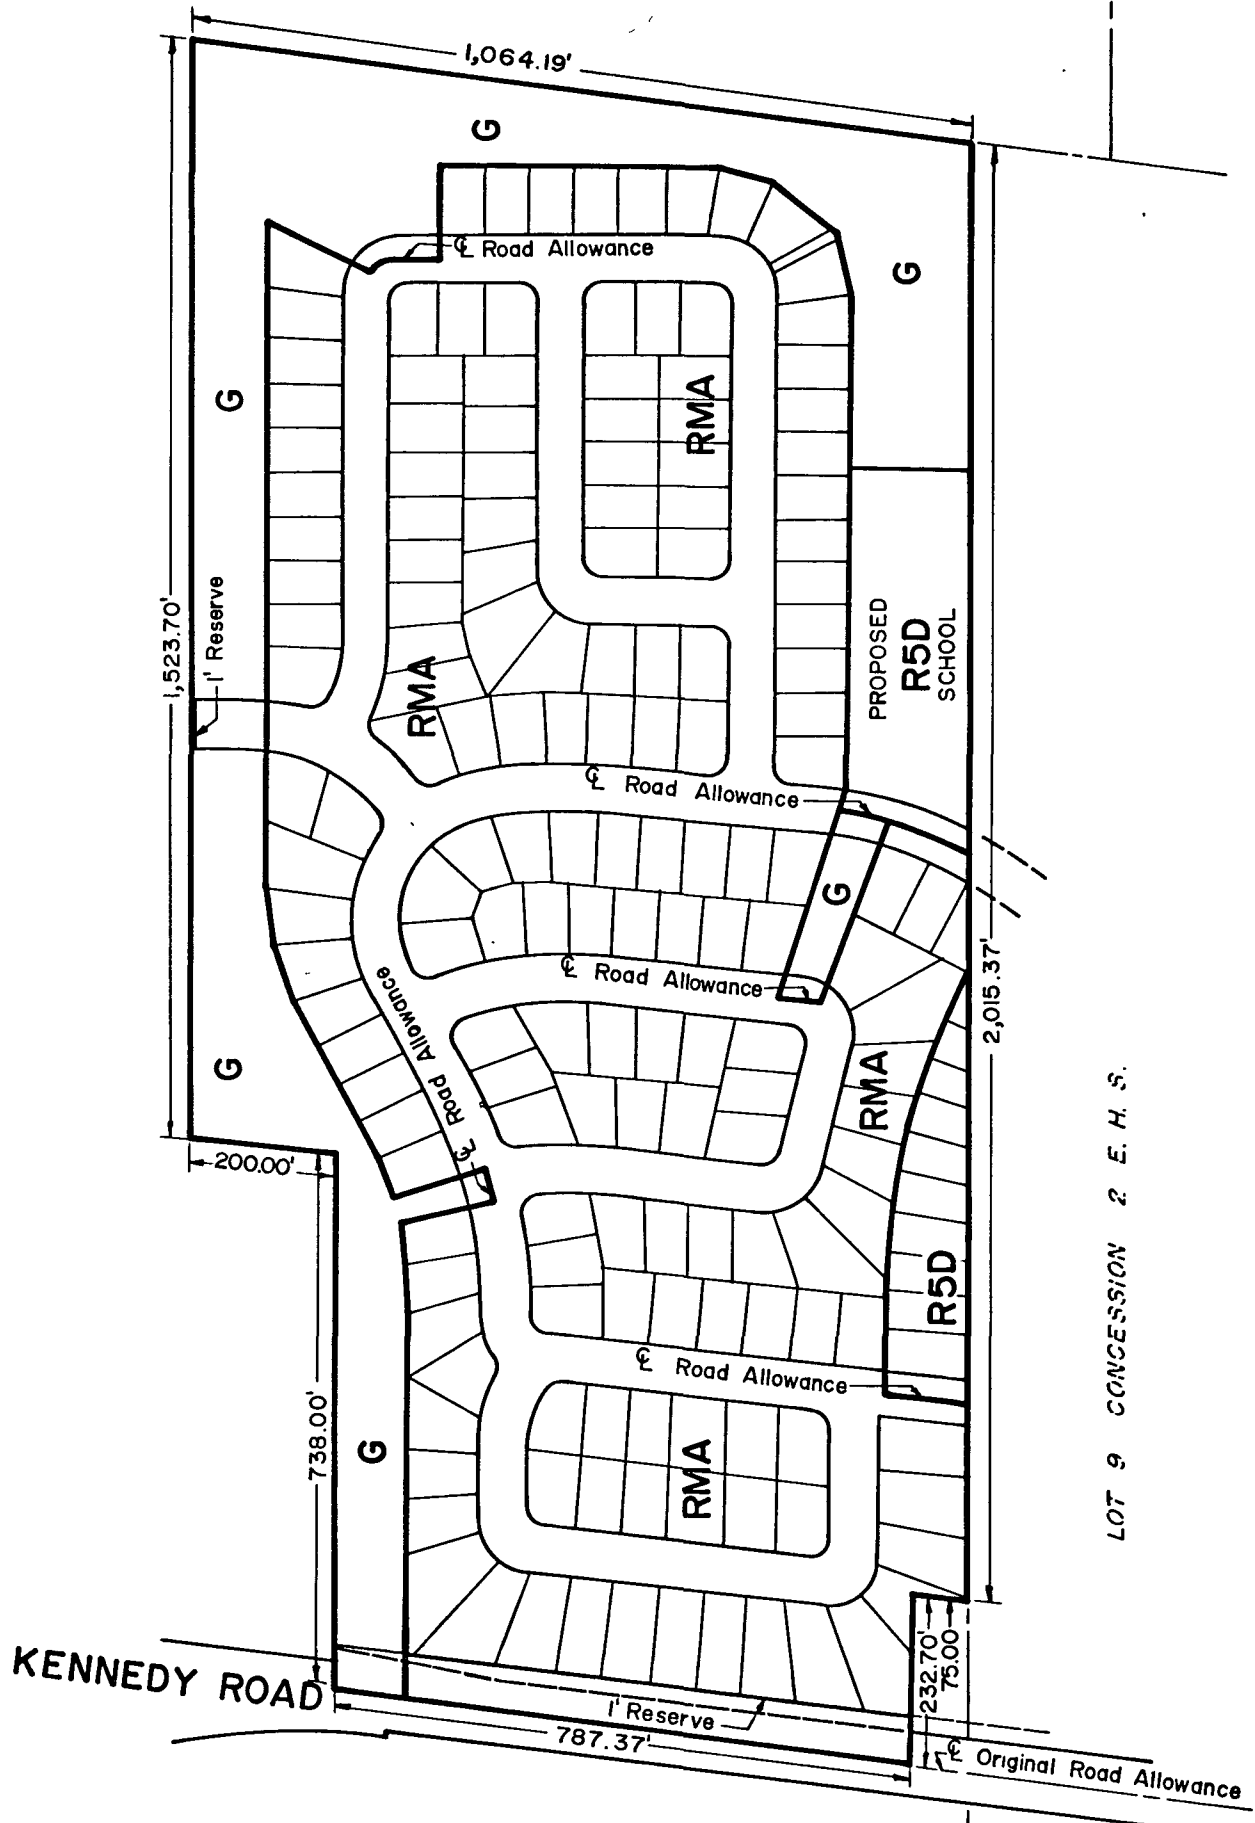 1,064.19'
G
℄ Road Allowance
G
G
RMA
1,523.70'
1' Reserve
PROPOSED
R5D
SCHOOL
RMA
℄ Road Allowance
G
℄ Road Allowance
℄ Road Allowance
2,015.37'
G
RMA
200.00'
R5D
LOT 9 CONCESSION 2 E. H. S.
℄ Road Allowance
738.00'
G
RMA
KENNEDY ROAD
232.70'
75.00
1' Reserve
787.37'
℄ Original Road Allowance